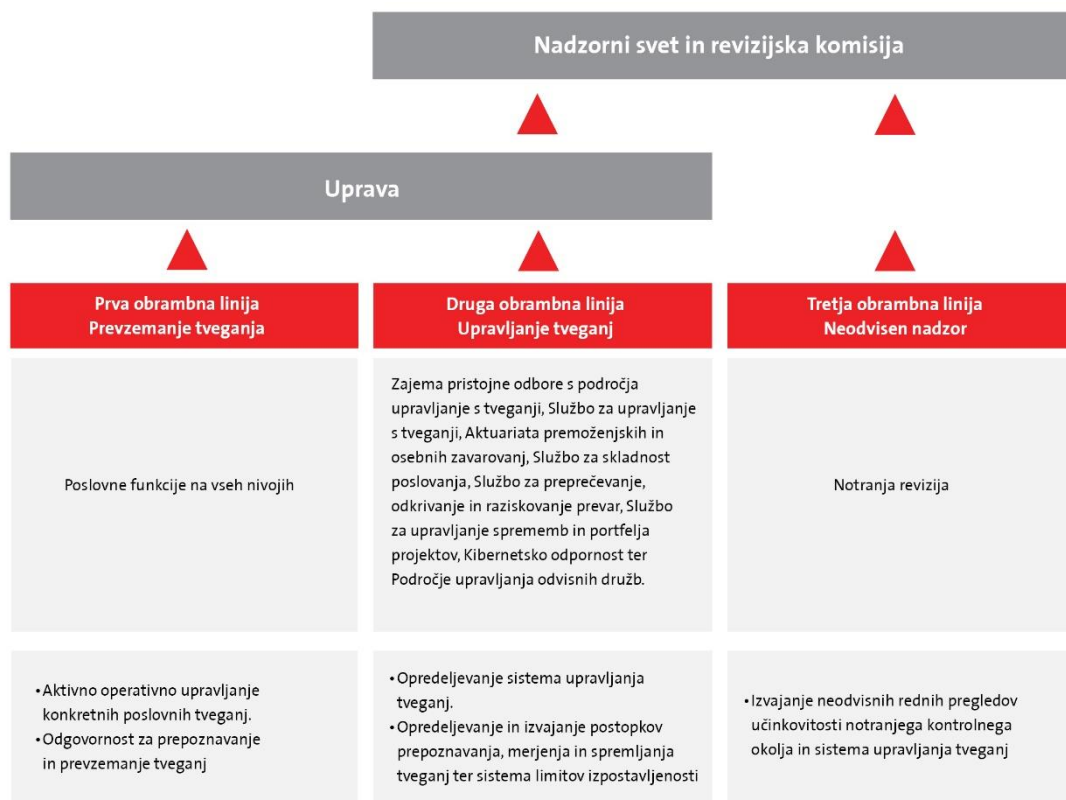 Nadzorni svet in revizijska komisija
Uprava
Prva obrambna linija
Prevzemanje tveganja
Druga obrambna linija
Upravljanje tveganj
Tretja obrambna linija
Neodvisen nadzor
Poslovne funkcije na vseh nivojih
Zajema pristojne odbore s področja
upravljanje s tveganji, Službo za upravljanje
s tveganji, Aktuariata premoženjskih in
osebnih zavarovanj, Službo za skladnost
poslovanja, Službo za preprečevanje,
odkrivanje in raziskovanje prevar, Službo
za upravljanje sprememb in portfelja
projektov, Kibernetsko odpornost ter
Področje upravljanja odvisnih družb.
Notranja revizija
•Aktivno operativno upravljanje
konkretnih poslovnih tveganj.
•Odgovornost za prepoznavanje
in prevzemanje tveganj
•Opredeljevanje sistema upravljanja
tveganj.
•Opredeljevanje in izvajanje postopkov
prepoznavanja, merjenja in spremljanja
tveganj ter sistema limitov izpostavljenosti
•Izvajanje neodvisnih rednih pregledov
učinkovitosti notranjega kontrolnega
okolja in sistema upravljanja tveganj